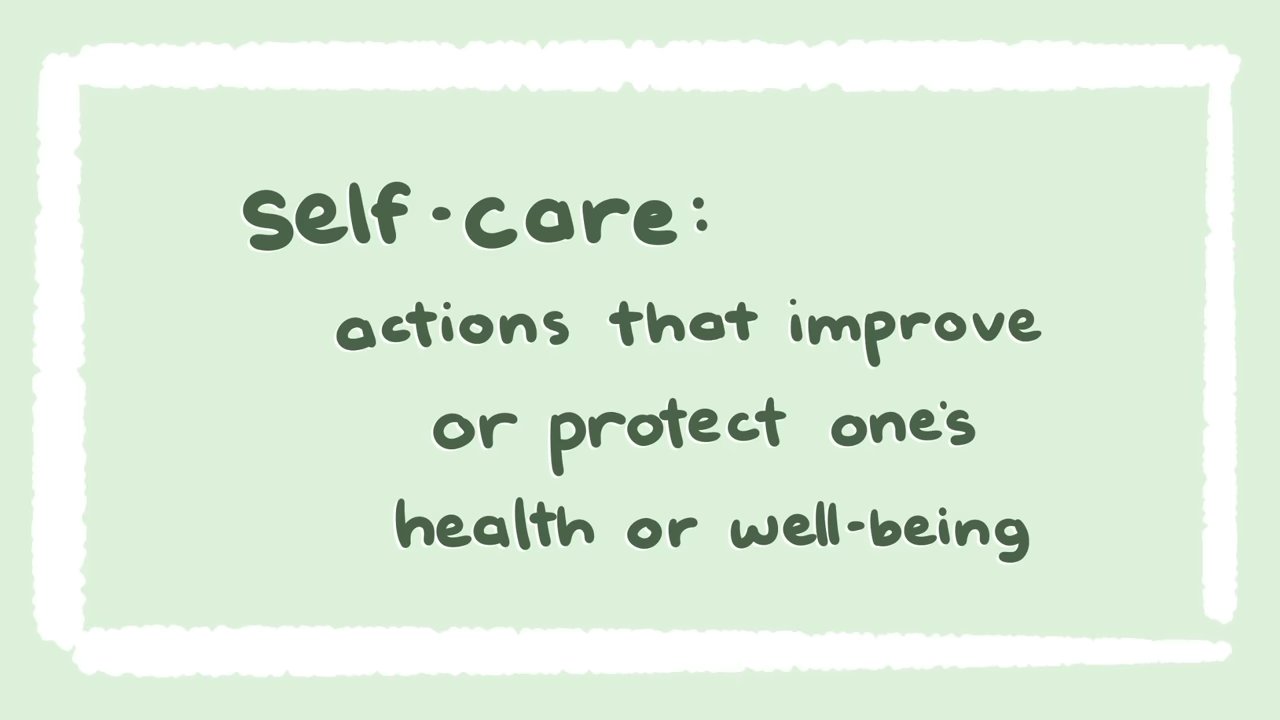 self·care:
actions that improve
or protect one's
health or well-being